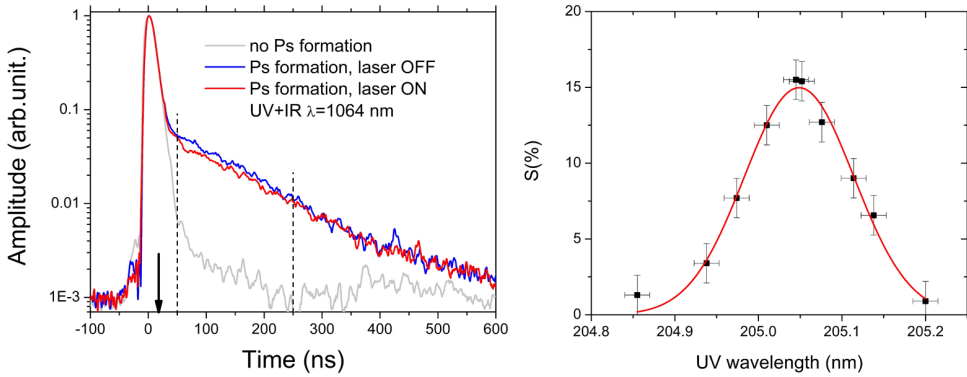 Amplitude (arb.unit.)
1
0.1
0.01
1E-3
no Ps formation
Ps formation, laser OFF
Ps formation, laser ON
UV+IR λ=1064 nm
-100 0 100 200 300 400 500 600
Time (ns)
S(%)
20
15
10
5
0
204.8 204.9 205.0 205.1 205.2
UV wavelength (nm)